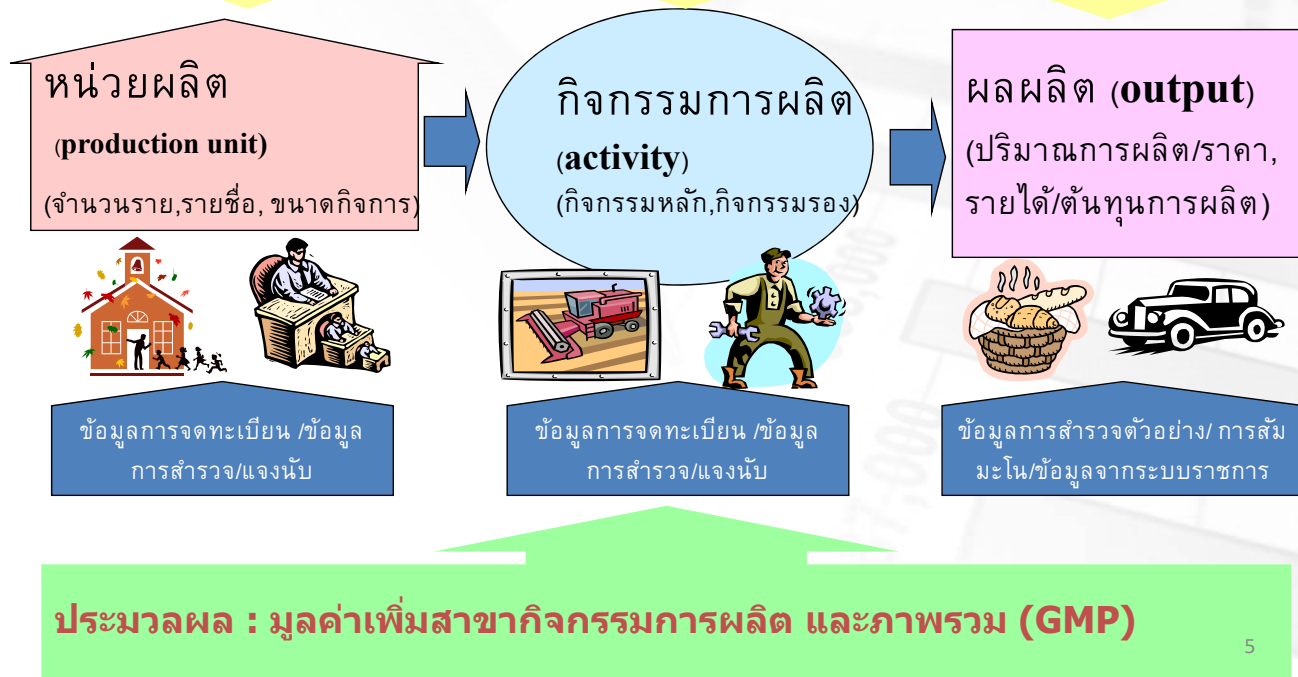 หน่วยผลิต
(production unit)
(จำนวนราย,รายชื่อ, ขนาดกิจการ)
กิจกรรมการผลิต
(activity)
(กิจกรรมหลัก,กิจกรรมรอง)
ผลผลิต (output)
(ปริมาณการผลิต/ราคา,
รายได้/ต้นทุนการผลิต)
ข้อมูลการจดทะเบียน /ข้อมูล
การสำรวจ/แจงนับ
ข้อมูลการจดทะเบียน /ข้อมูล
การสำรวจ/แจงนับ
ข้อมูลการสำรวจตัวอย่าง/ การสัม
มะโน/ข้อมูลจากระบบราชการ
ประมวลผล : มูลค่าเพิ่มสาขากิจกรรมการผลิต และภาพรวม (GMP)
5